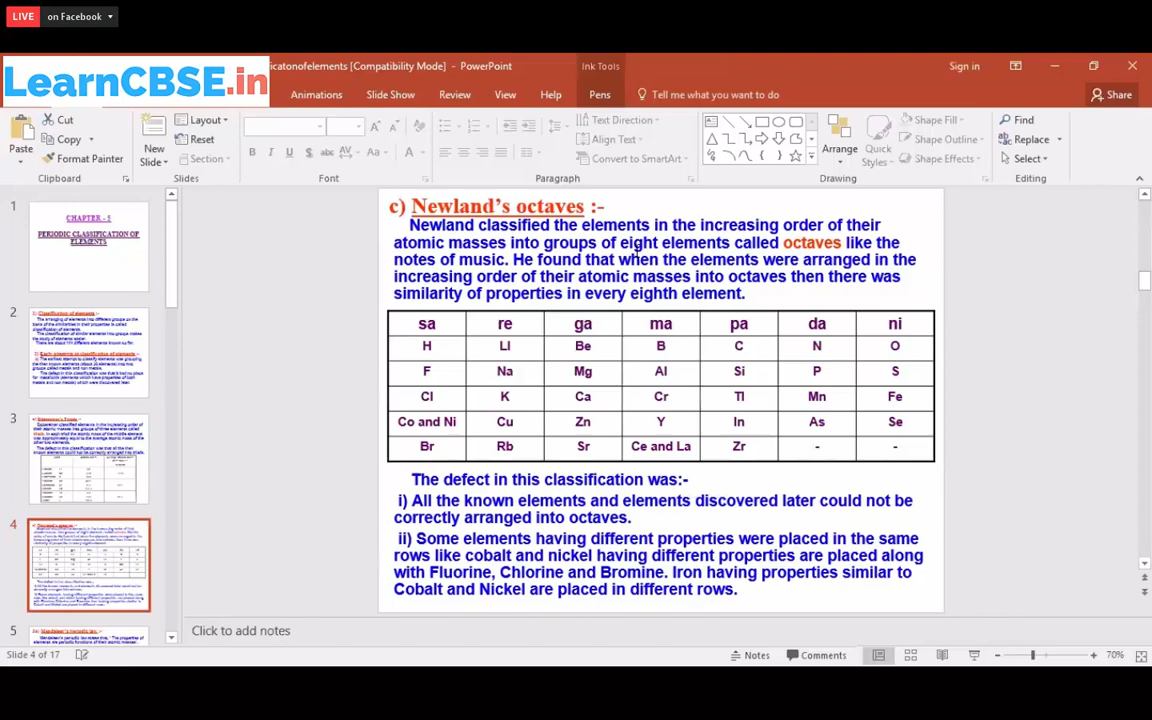 LIVE on Facebook
LearnCBSE.in
icatonofelements [Compatibility Mode] - PowerPoint
Ink Tools
Sign in
Animations Slide Show Review View Help Pens Tell me what you want to do Share
Paste Cut Copy Format Painter
New Slide Layout Reset Section
B I U S abc AV Aa A
Text Direction Align Text Convert to SmartArt
Arrange Quick Styles Shape Fill Shape Outline Shape Effects
Find Replace Select
Clipboard Slides Font Paragraph Drawing Editing
1
CHAPTER - 5
PERIODIC CLASSIFICATION OF
ELEMENTS
2
3
4
5
c) Newland's octaves :-
Newland classified the elements in the increasing order of their
atomic masses into groups of eight elements called octaves like the
notes of music. He found that when the elements were arranged in the
increasing order of their atomic masses into octaves then there was
similarity of properties in every eighth element.
sa re ga ma pa da ni
H LI Be B C N O
F Na Mg Al Si P S
Cl K Ca Cr TI Mn Fe
Co and Ni Cu Zn Y In As Se
Br Rb Sr Ce and La Zr - -
The defect in this classification was:-
i) All the known elements and elements discovered later could not be
correctly arranged into octaves.
ii) Some elements having different properties were placed in the same
rows like cobalt and nickel having different properties are placed along
with Fluorine, Chlorine and Bromine. Iron having properties similar to
Cobalt and Nickel are placed in different rows.
Click to add notes
Slide 4 of 17
Notes Comments 70%